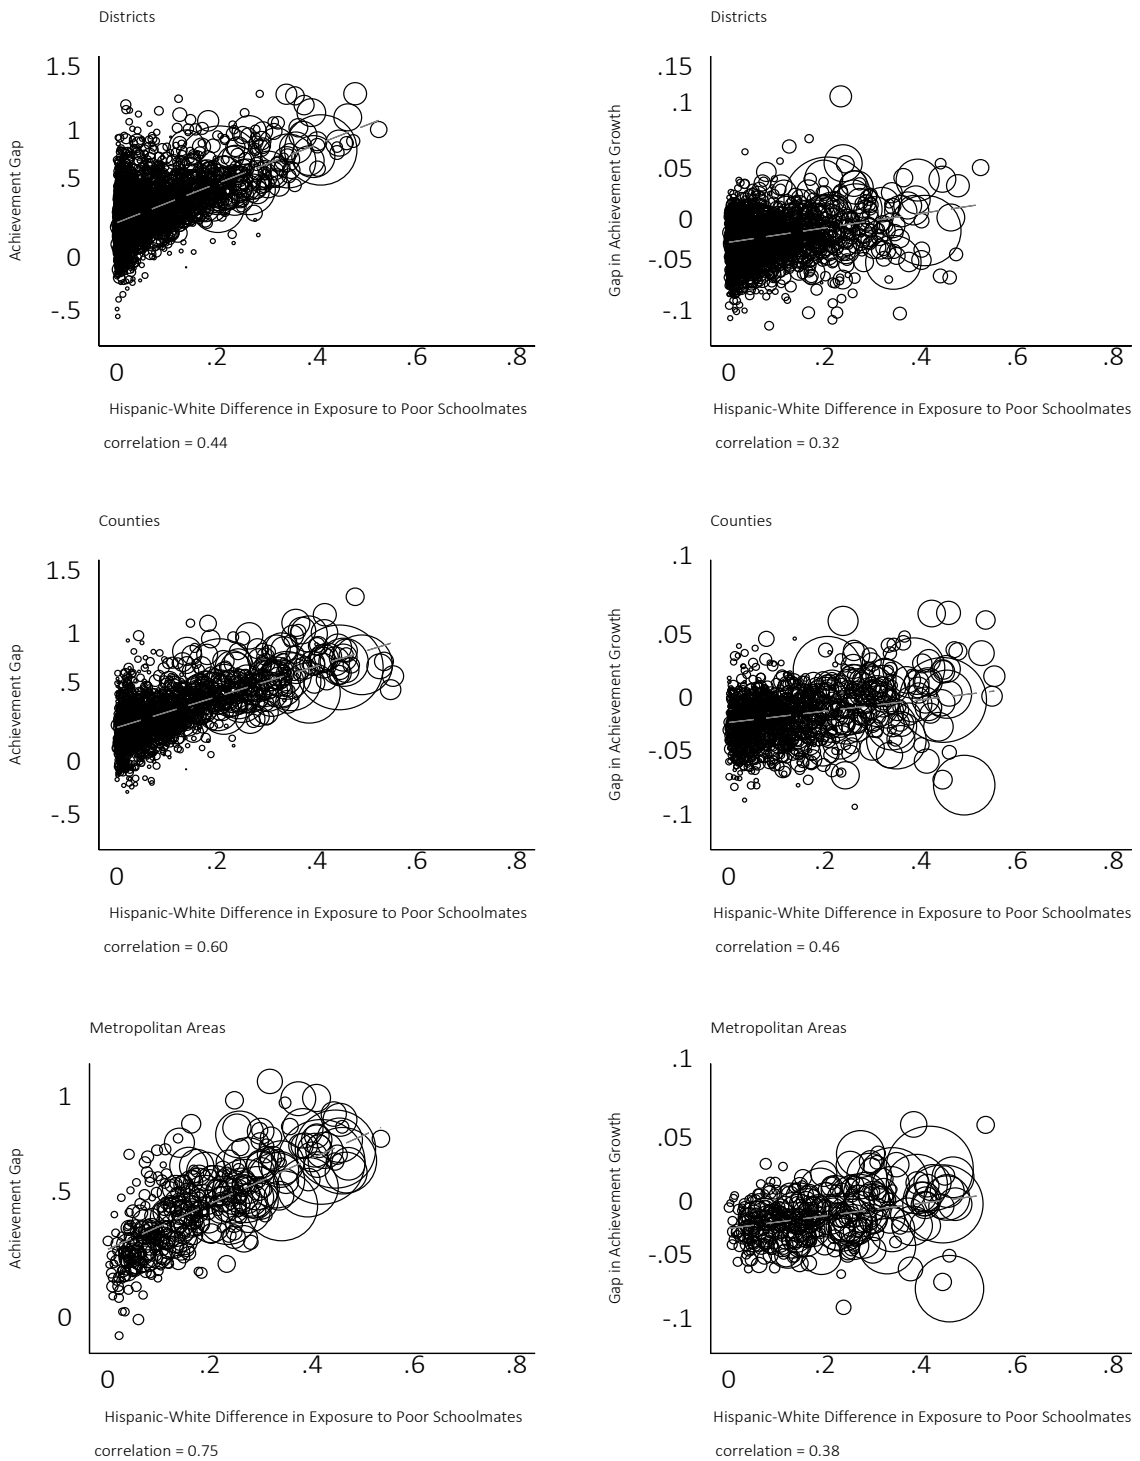 Districts
1.5
1
.5
0
-.5
Achievement Gap
0
.2
.4
.6
.8
Hispanic-White Difference in Exposure to Poor Schoolmates
correlation = 0.44
Districts
.15
.1
.05
0
-.05
-.1
Gap in Achievement Growth
0
.2
.4
.6
.8
Hispanic-White Difference in Exposure to Poor Schoolmates
correlation = 0.32
Counties
1.5
1
.5
0
-.5
Achievement Gap
0
.2
.4
.6
.8
Hispanic-White Difference in Exposure to Poor Schoolmates
correlation = 0.60
Counties
.1
.05
0
-.05
-.1
Gap in Achievement Growth
0
.2
.4
.6
.8
Hispanic-White Difference in Exposure to Poor Schoolmates
correlation = 0.46
Metropolitan Areas
1
.5
0
Achievement Gap
0
.2
.4
.6
.8
Hispanic-White Difference in Exposure to Poor Schoolmates
correlation = 0.75
Metropolitan Areas
.1
.05
0
-.05
-.1
Gap in Achievement Growth
0
.2
.4
.6
.8
Hispanic-White Difference in Exposure to Poor Schoolmates
correlation = 0.38